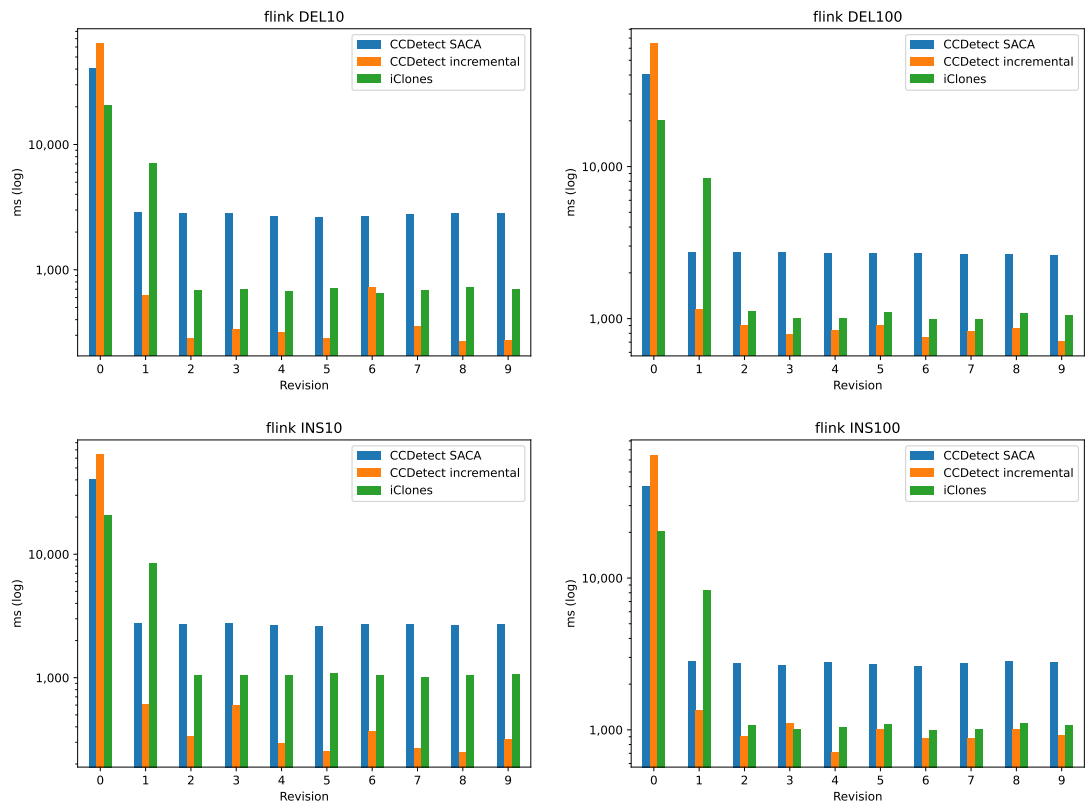 flink DEL10
CCDetect SACA
CCDetect incremental
iClones
10,000
1,000
ms (log)
0 1 2 3 4 5 6 7 8 9
Revision
flink DEL100
CCDetect SACA
CCDetect incremental
iClones
10,000
1,000
ms (log)
0 1 2 3 4 5 6 7 8 9
Revision
flink INS10
CCDetect SACA
CCDetect incremental
iClones
10,000
1,000
ms (log)
0 1 2 3 4 5 6 7 8 9
Revision
flink INS100
CCDetect SACA
CCDetect incremental
iClones
10,000
1,000
ms (log)
0 1 2 3 4 5 6 7 8 9
Revision